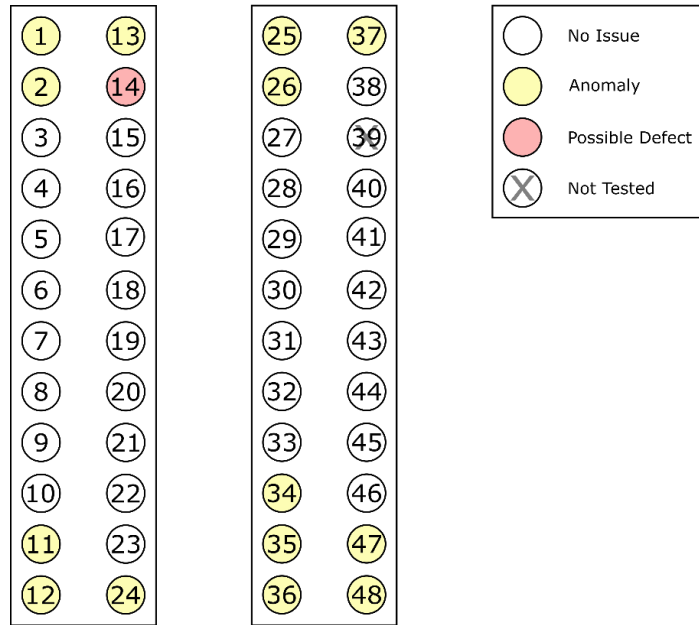 1 13 25 37 No Issue
2 14 26 38 Anomaly
3 15 27 39 Possible Defect
4 16 28 40 Not Tested
5 17 29 41
6 18 30 42
7 19 31 43
8 20 32 44
9 21 33 45
10 22 34 46
11 23 35 47
12 24 36 48